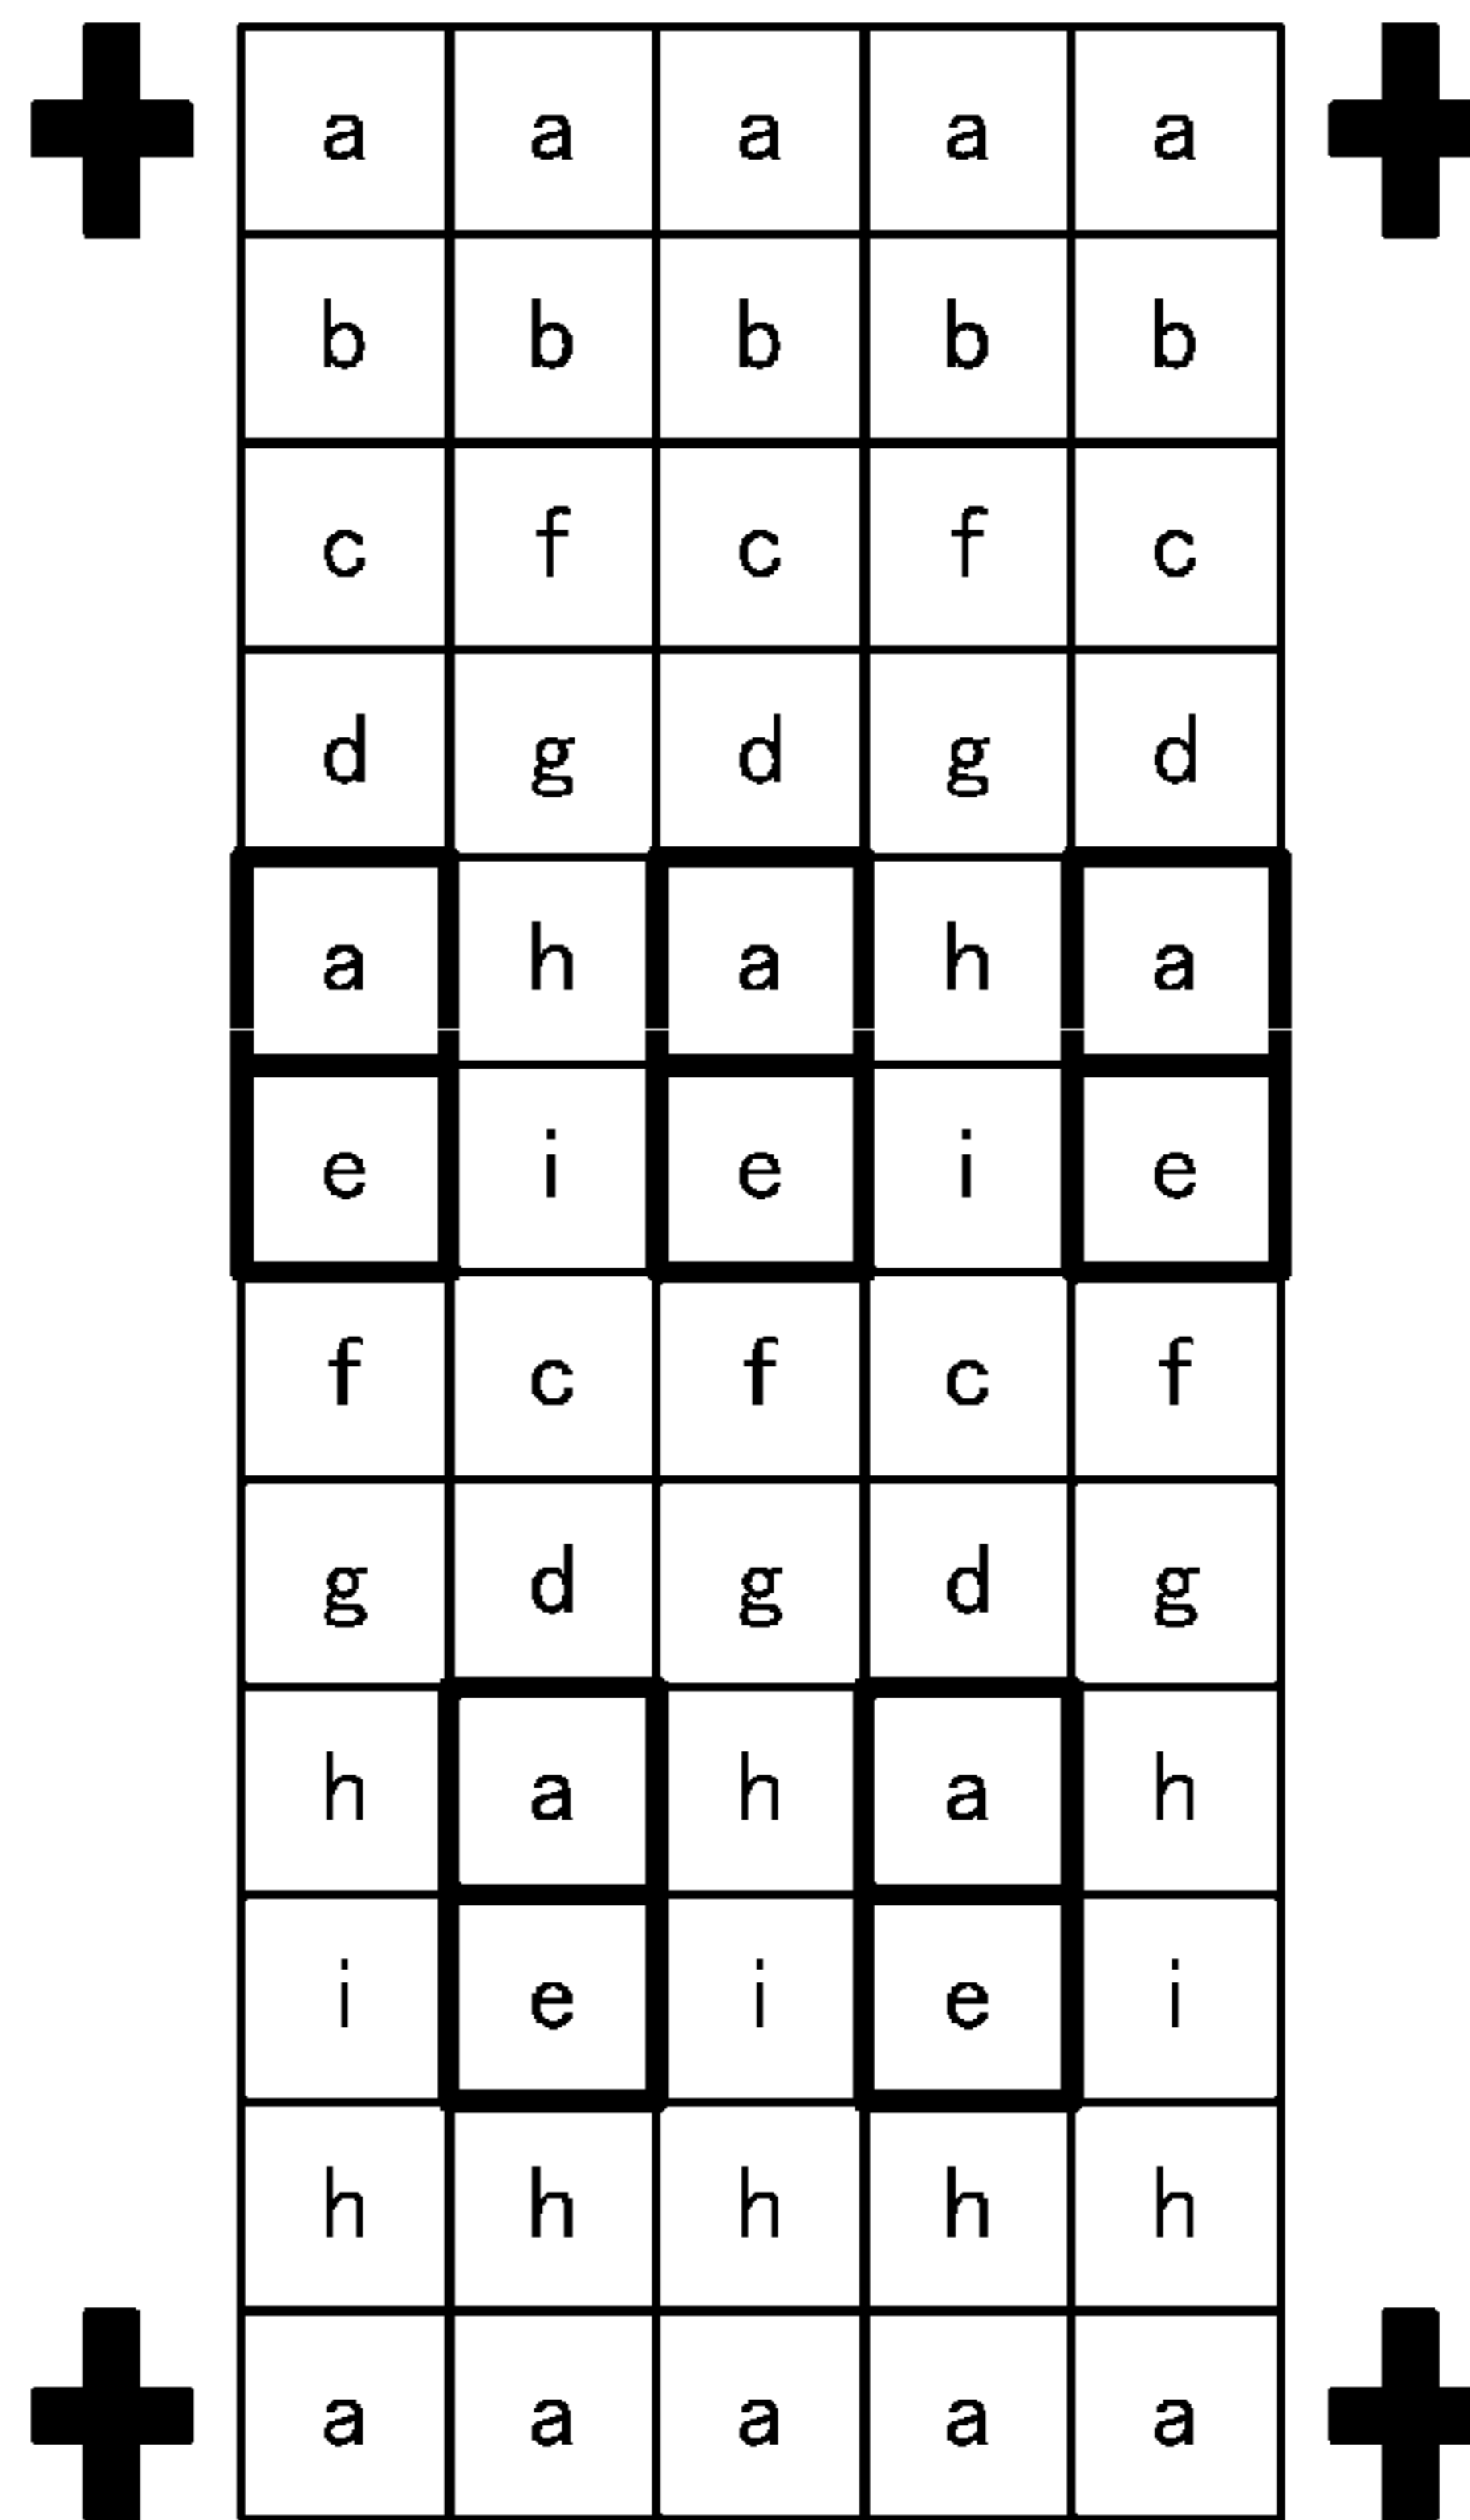 a a a a a
b b b b b
c f c f c
d g d g d
a h a h a
e i e i e
f c f c f
g d g d g
h a h a h
i e i e i
h h h h h
a a a a a